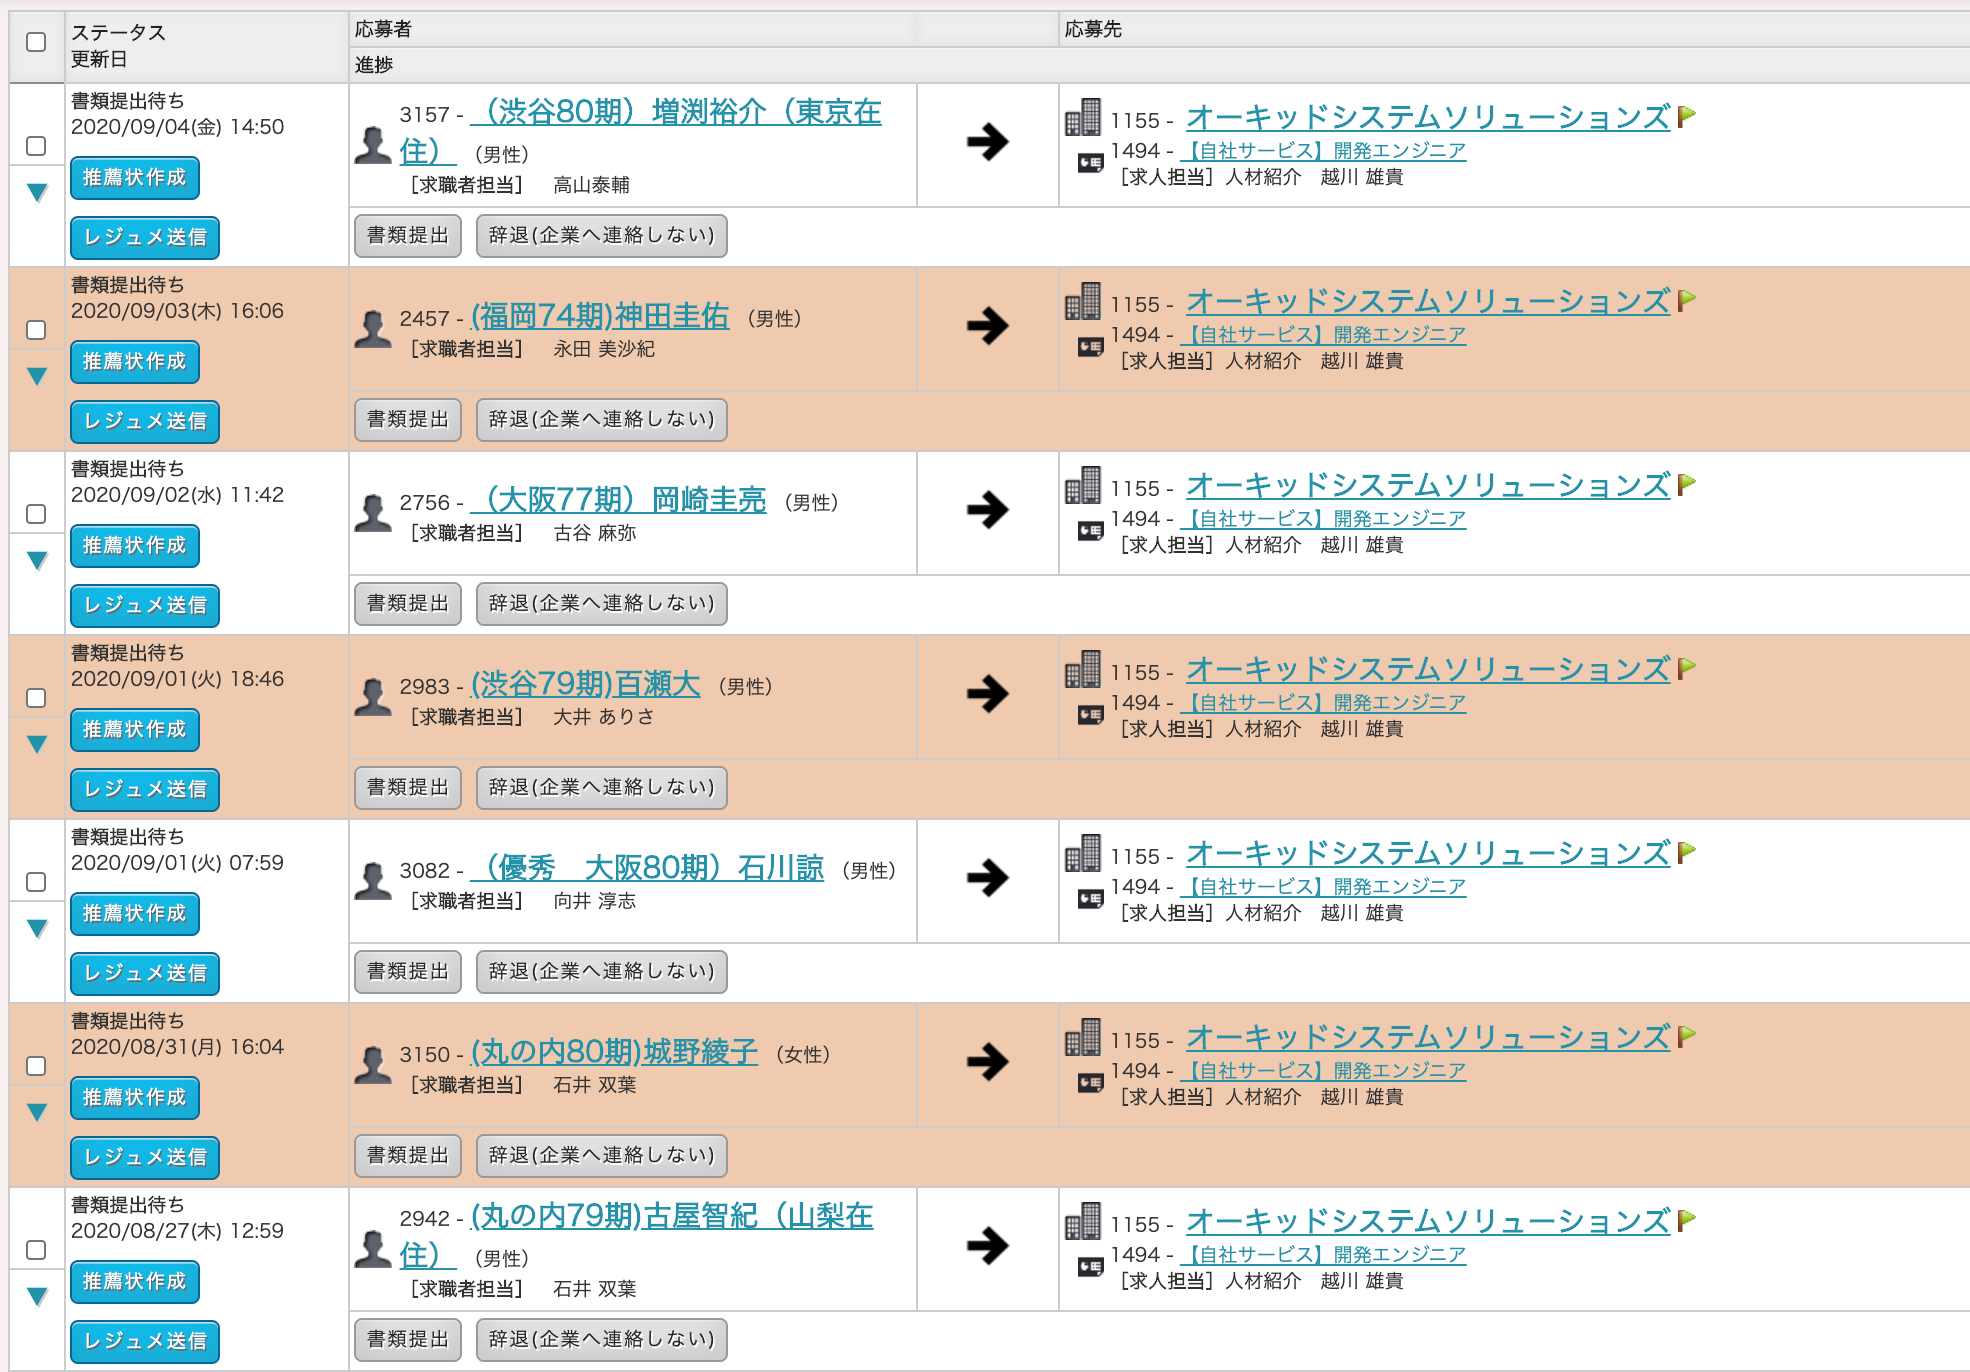 ステータス
更新日
応募者
応募先
進捗
書類提出待ち
2020/09/04(金) 14:50
推薦状作成
レジュメ送信
3157 - （渋谷80期）増渕裕介（東京在
住） （男性）
［求職者担当］ 高山泰輔
1155 - オーキッドシステムソリューションズ
1494 - 【自社サービス】開発エンジニア
［求人担当］人材紹介 越川 雄貴
書類提出 辞退(企業へ連絡しない)
書類提出待ち
2020/09/03(木) 16:06
推薦状作成
レジュメ送信
2457 - (福岡74期)神田圭佑 （男性）
［求職者担当］ 永田 美沙紀
1155 - オーキッドシステムソリューションズ
1494 - 【自社サービス】開発エンジニア
［求人担当］人材紹介 越川 雄貴
書類提出 辞退(企業へ連絡しない)
書類提出待ち
2020/09/02(水) 11:42
推薦状作成
レジュメ送信
2756 - （大阪77期）岡崎圭亮 （男性）
［求職者担当］ 古谷 麻弥
1155 - オーキッドシステムソリューションズ
1494 - 【自社サービス】開発エンジニア
［求人担当］人材紹介 越川 雄貴
書類提出 辞退(企業へ連絡しない)
書類提出待ち
2020/09/01(火) 18:46
推薦状作成
レジュメ送信
2983 - (渋谷79期)百瀬大 （男性）
［求職者担当］ 大井 ありさ
1155 - オーキッドシステムソリューションズ
1494 - 【自社サービス】開発エンジニア
［求人担当］人材紹介 越川 雄貴
書類提出 辞退(企業へ連絡しない)
書類提出待ち
2020/09/01(火) 07:59
推薦状作成
レジュメ送信
3082 - （優秀 大阪80期）石川諒 （男性）
［求職者担当］ 向井 淳志
1155 - オーキッドシステムソリューションズ
1494 - 【自社サービス】開発エンジニア
［求人担当］人材紹介 越川 雄貴
書類提出 辞退(企業へ連絡しない)
書類提出待ち
2020/08/31(月) 16:04
推薦状作成
レジュメ送信
3150 - (丸の内80期)城野綾子 （女性）
［求職者担当］ 石井 双葉
1155 - オーキッドシステムソリューションズ
1494 - 【自社サービス】開発エンジニア
［求人担当］人材紹介 越川 雄貴
書類提出 辞退(企業へ連絡しない)
書類提出待ち
2020/08/27(木) 12:59
推薦状作成
レジュメ送信
2942 - (丸の内79期)古屋智紀（山梨在
住） （男性）
［求職者担当］ 石井 双葉
1155 - オーキッドシステムソリューションズ
1494 - 【自社サービス】開発エンジニア
［求人担当］人材紹介 越川 雄貴
書類提出 辞退(企業へ連絡しない)